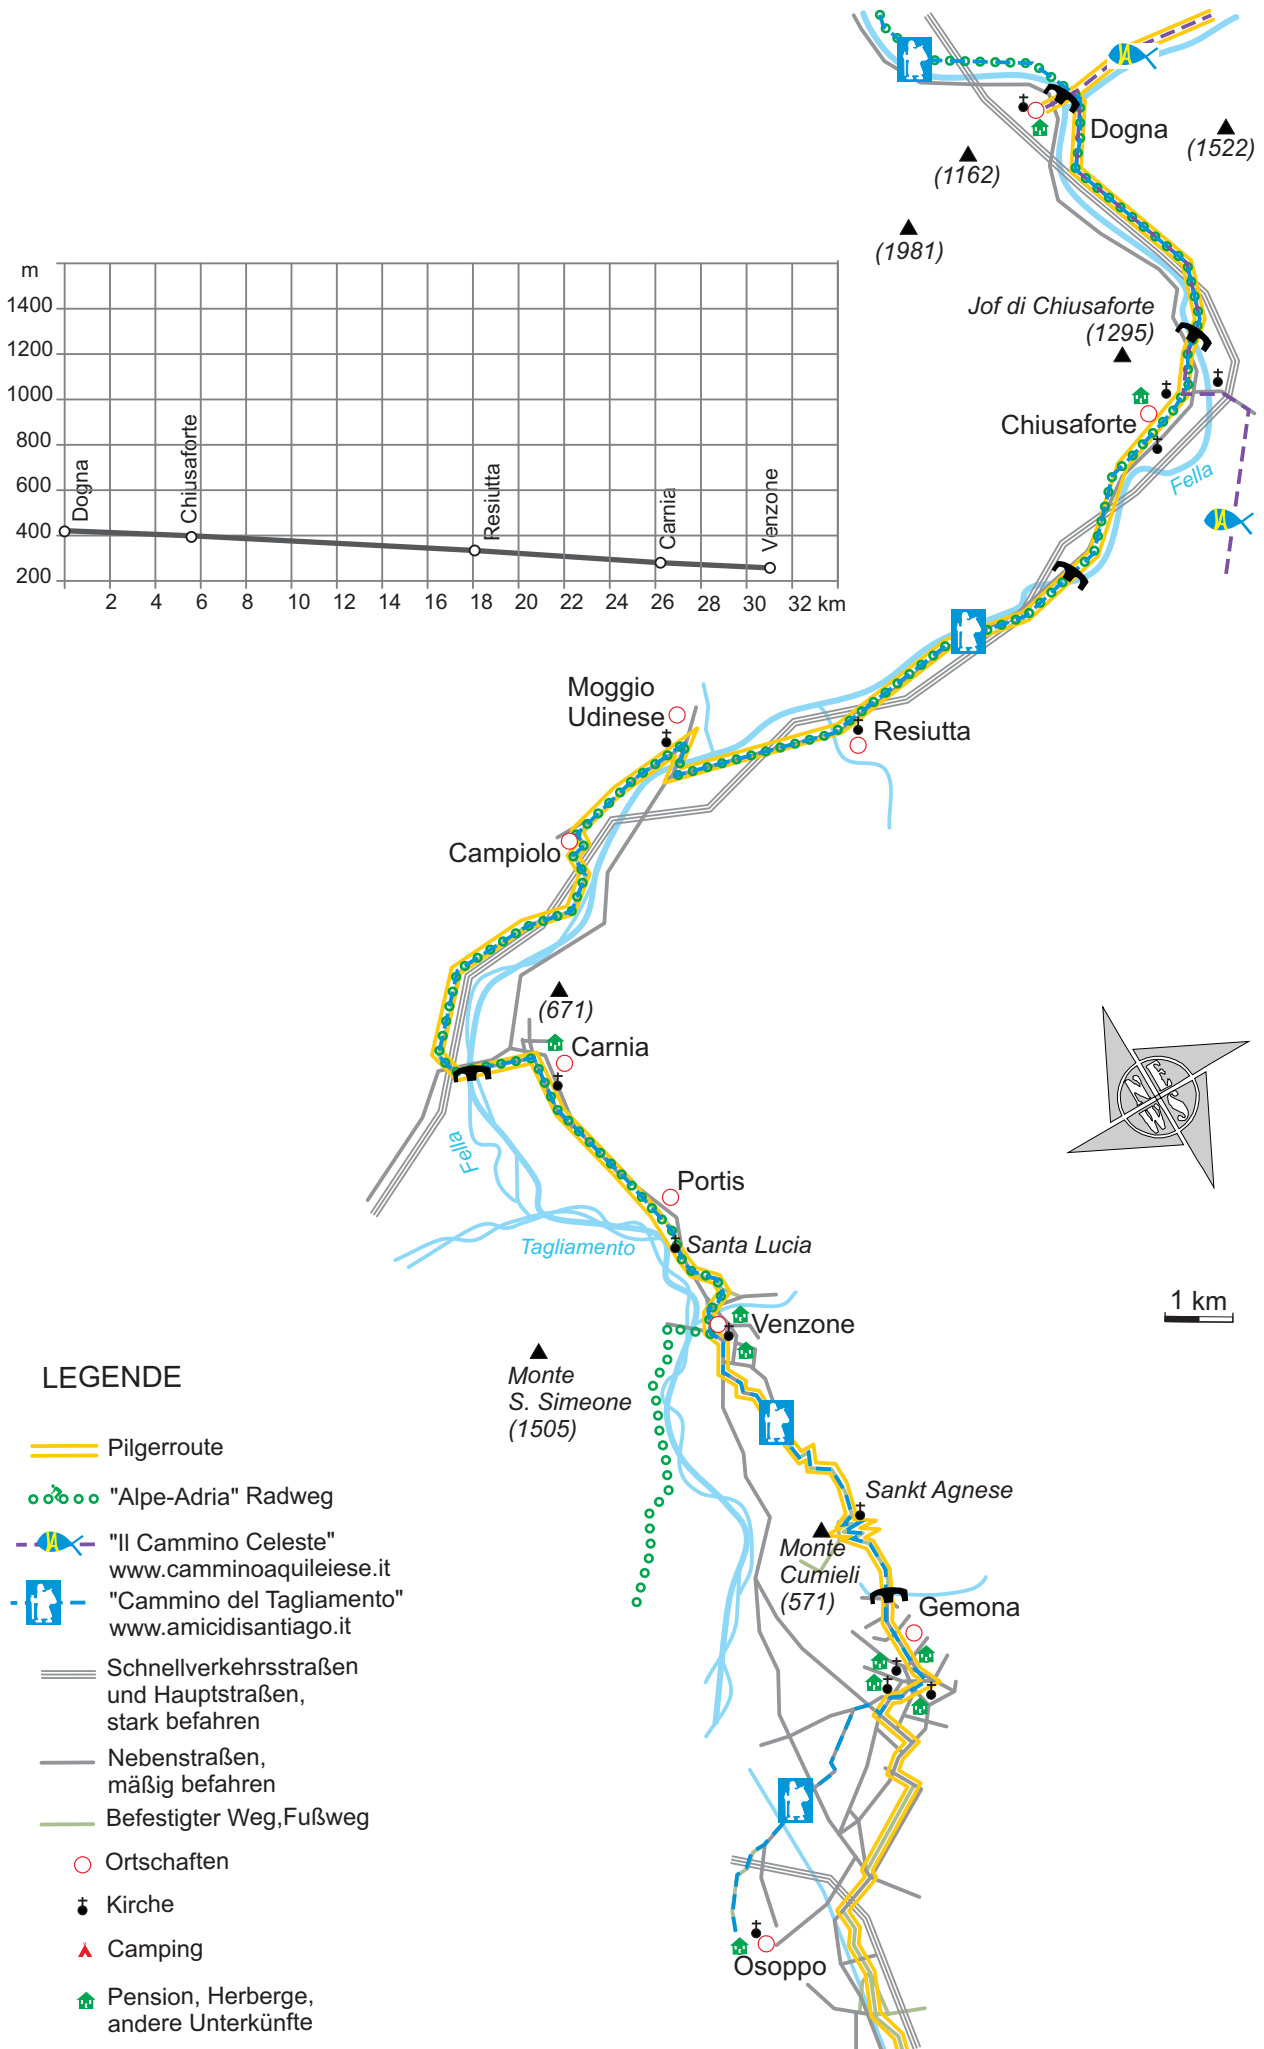 Dogna
(1522)
(1162)
(1981)
Jof di Chiusaforte
(1295)
Chiusaforte
Fella
m
1400
1200
1000
800
600
400
200
Dogna
Chiusaforte
Resiutta
Carnia
Venzone
2 4 6 8 10 12 14 16 18 20 22 24 26 28 30 32 km
Moggio
Udinese
Resiutta
Campiolo
(671)
Carnia
Fella
N E S W
Portis
Tagliamento
Santa Lucia
1 km
Venzone
Monte
S. Simeone
(1505)
Sankt Agnese
Monte
Cumieli
(571)
Gemona
Osoppo
LEGENDE
Pilgerroute
"Alpe-Adria" Radweg
"Il Cammino Celeste"
www.camminoaquileiese.it
"Cammino del Tagliamento"
www.amicidisantiago.it
Schnellverkehrsstraßen
und Hauptstraßen,
stark befahren
Nebenstraßen,
mäßig befahren
Befestigter Weg,Fußweg
Ortschaften
Kirche
Camping
Pension, Herberge,
andere Unterkünfte